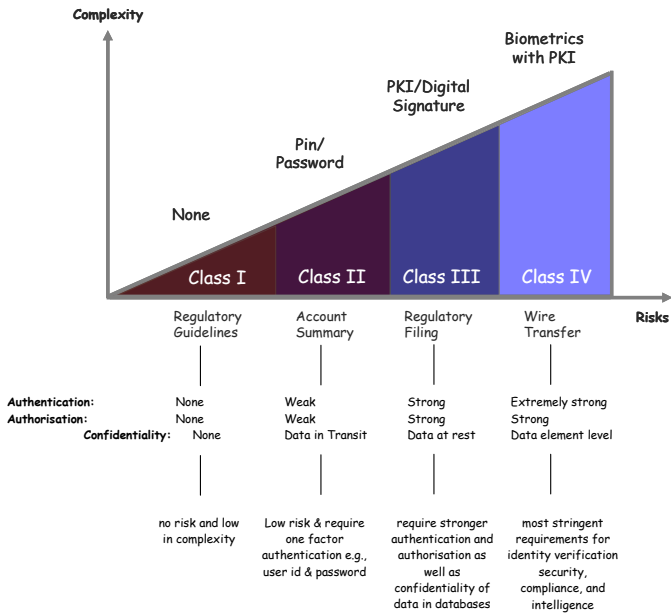 Complexity
Biometrics
with PKI
PKI/Digital
Signature
Pin/
Password
None
Class I
Class II
Class III
Class IV
Risks
Regulatory
Guidelines
Account
Summary
Regulatory
Filing
Wire
Transfer
Authentication: None Weak Strong Extremely strong
Authorisation: None Weak Strong Strong
Confidentiality: None Data in Transit Data at rest Data element level
no risk and low
in complexity
Low risk & require
one factor
authentication e.g.,
user id & password
require stronger
authentication and
authorisation as
well as
confidentiality of
data in databases
most stringent
requirements for
identity verification
security,
compliance, and
intelligence